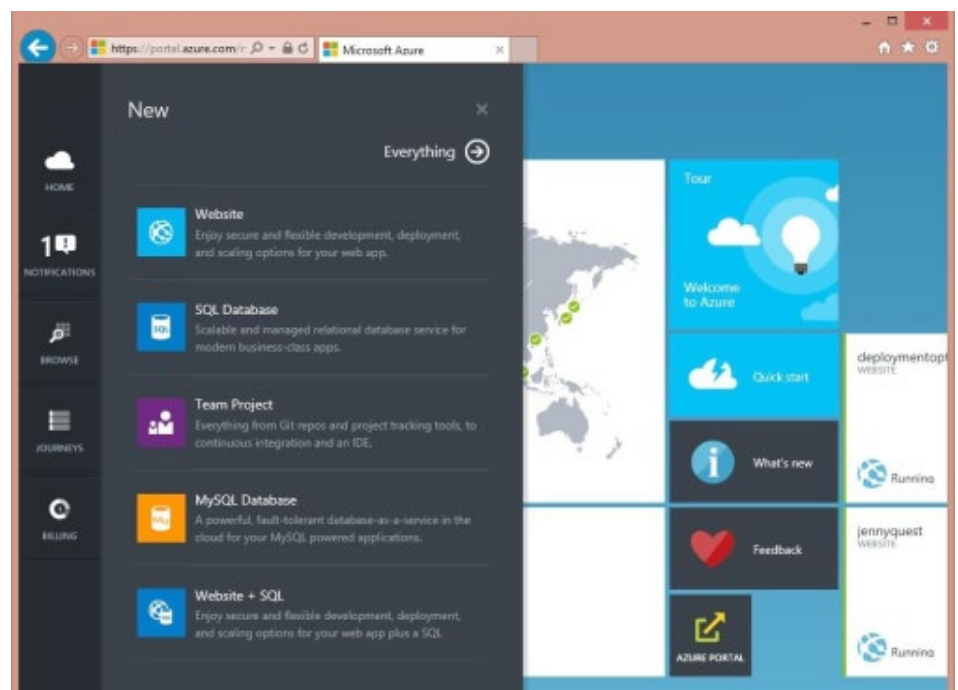 https://portal.azure.com/r
Microsoft Azure
New
Everything
HOME
Website
Enjoy secure and flexible development, deployment,
and scaling options for your web app.
1
NOTIFICATIONS
SQL Database
Scalable and managed relational database service for
modern business-class apps.
SQL
BROWSE
Team Project
Everything from Git repos and project tracking tools, to
continuous integration and an IDE.
JOURNEYS
MySQL Database
A powerful, fault-tolerant database-as-a-service in the
cloud for your MySQL powered applications.
My
BILLING
Website + SQL
Enjoy secure and flexible development, deployment,
and scaling options for your web app plus a SQL
Tour
Welcome
to Azure
Quick start
What's new
Feedback
AZURE PORTAL
deploymentopt
WEBSITE
Running
jennyquest
WEBSITE
Running